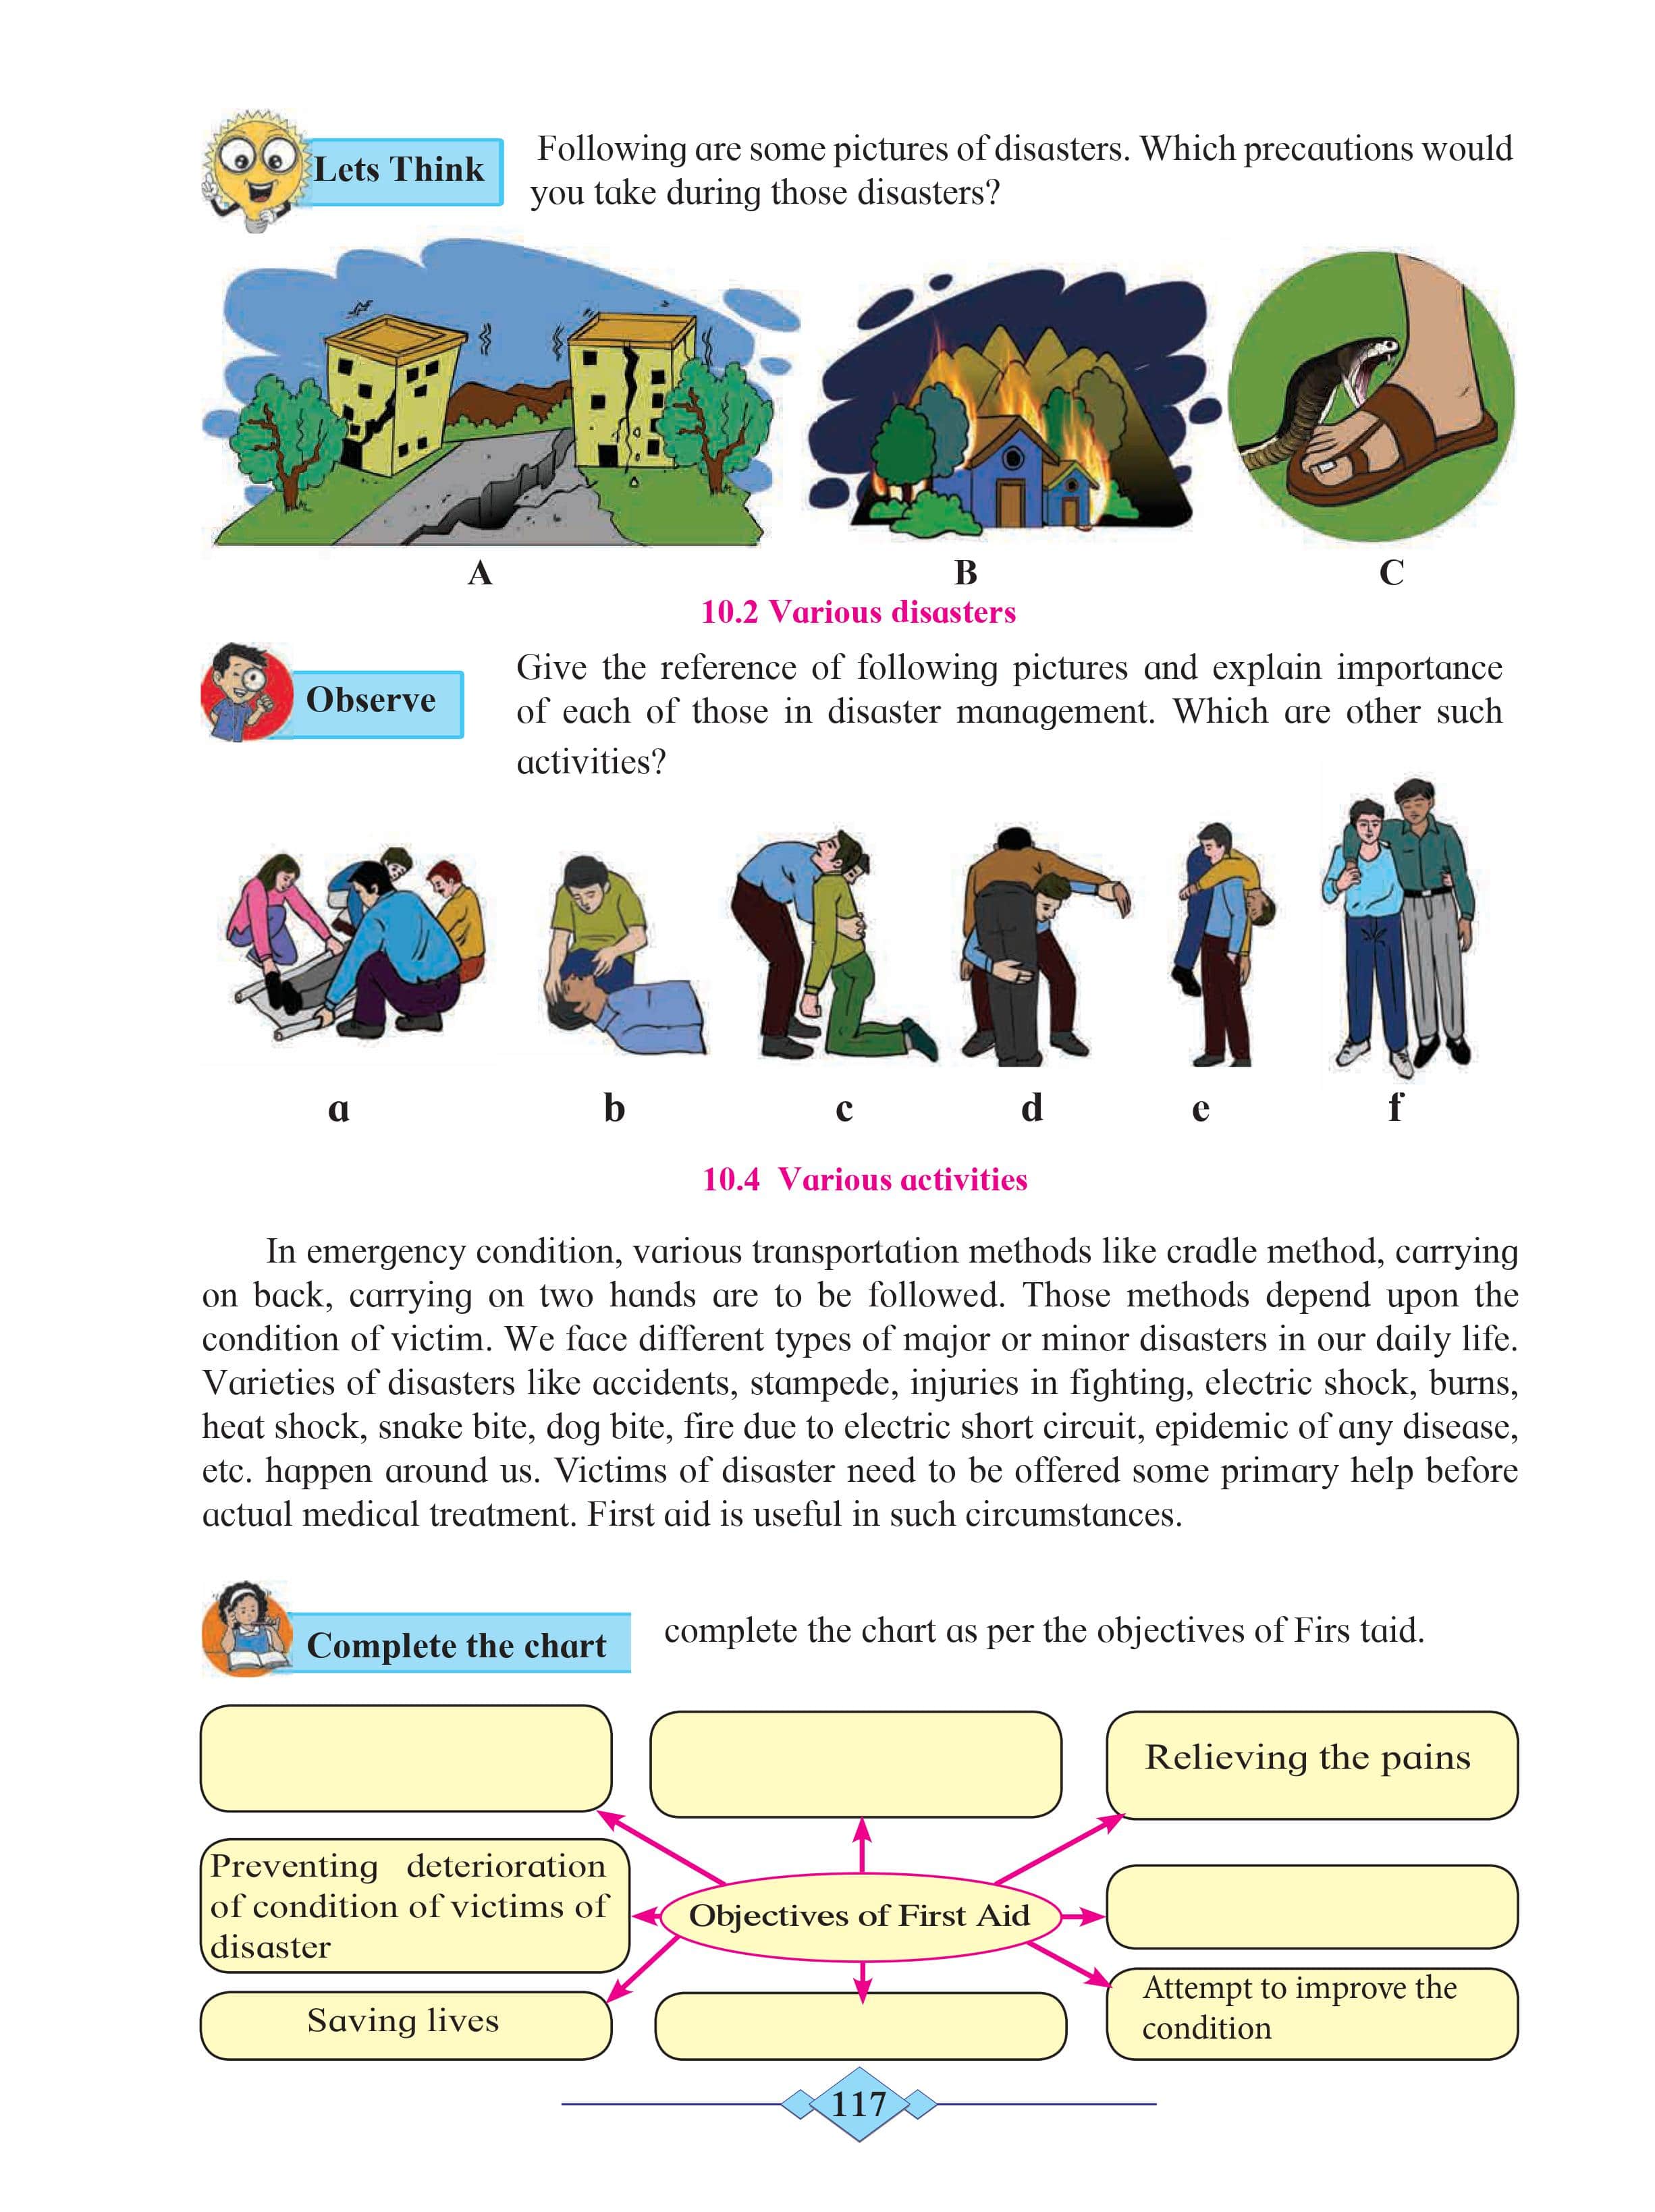 Lets Think
Following are some pictures of disasters. Which precautions would
you take during those disasters?
A
B
C
10.2 Various disasters
Observe
Give the reference of following pictures and explain importance
of each of those in disaster management. Which are other such
activities?
a
b
c
d
e
f
10.4 Various activities
In emergency condition, various transportation methods like cradle method, carrying
on back, carrying on two hands are to be followed. Those methods depend upon the
condition of victim. We face different types of major or minor disasters in our daily life.
Varieties of disasters like accidents, stampede, injuries in fighting, electric shock, burns,
heat shock, snake bite, dog bite, fire due to electric short circuit, epidemic of any disease,
etc. happen around us. Victims of disaster need to be offered some primary help before
actual medical treatment. First aid is useful in such circumstances.
Complete the chart
complete the chart as per the objectives of Firs taid.
Relieving the pains
Preventing deterioration
of condition of victims of
disaster
Objectives of First Aid
Saving lives
Attempt to improve the
condition
117